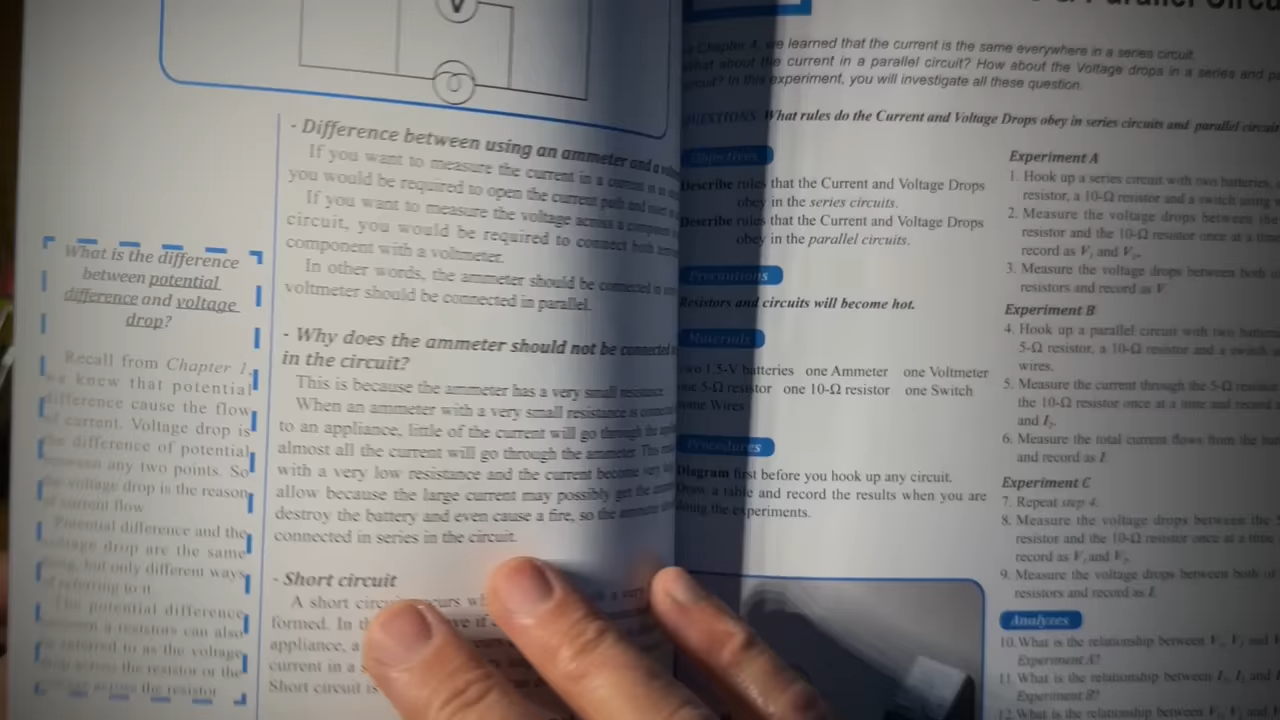 V
- Difference between using an ammeter and a
If you want to measure the current in a
you would be required to open the current path and
If you want to measure the voltage across a component
circuit, you would be required to connect both
component with a voltmeter.
In other words, the ammeter should be connected in
voltmeter should be connected in parallel.
- Why does the ammeter should not be connected
in the circuit?
This is because the ammeter has a very small resistance.
When an ammeter with a very small resistance is
to an appliance, little of the current will go through the
almost all the current will go through the ammeter. This
with a very low resistance and the current become very
allow because the large current may possibly get the
destroy the battery and even cause a fire, so the ammeter
connected in series in the circuit.
- Short circuit
A short
formed. In
appliance, a
current in a
Short circuit is
What is the difference
between potential
difference and voltage
drop?
Recall from Chapter 1,
we knew that potential
difference cause the flow
of current. Voltage drop is
the difference of potential
between any two points. So
the voltage drop is the reason
of current flow
Potential difference and the
voltage drop are the same
thing, but only different ways
of referring to it.
The potential difference
between a resistors can also
be referred to as the voltage
drop across the resistor or the
across the resistor
Chapter 4, we learned that the current is the same everywhere in a series circuit.
What about the current in a parallel circuit? How about the Voltage drops in a series and
circuit? In this experiment, you will investigate all these question.
QUESTIONS What rules do the Current and Voltage Drops obey in series circuits and parallel
Objectives
Describe rules that the Current and Voltage Drops
obey in the series circuits.
Describe rules that the Current and Voltage Drops
obey in the parallel circuits.
Precautions
Resistors and circuits will become hot.
Materials
two 1.5-V batteries one Ammeter one Voltmeter
one 5-Ω resistor one 10-Ω resistor one Switch
some Wires
Procedures
Diagram first before you hook up any circuit.
Draw a table and record the results when you are
doing the experiments.
Experiment A
1. Hook up a series circuit with two batteries,
resistor, a 10-Ω resistor and a switch using
2. Measure the voltage drops between the
resistor and the 10-Ω resistor once at a time
record as V₁ and V₂.
3. Measure the voltage drops between both
resistors and record as V.
Experiment B
4. Hook up a parallel circuit with two
5-Ω resistor, a 10-Ω resistor and a switch
wires.
5. Measure the current through the 5-Ω
the 10-Ω resistor once at a time and record
and I₂.
6. Measure the total current flows from the
and record as I.
Experiment C
7. Repeat step 4.
8. Measure the voltage drops between the
resistor and the 10-Ω resistor once at a time
record as V₁ and V₂.
9. Measure the voltage drops between both of
resistors and record as I.
Analyzes
10. What is the relationship between V₁, V₂ and
Experiment A?
11. What is the relationship between I₁, I₂ and
Experiment B?
12. What is the relationship between V₁, V₂ and